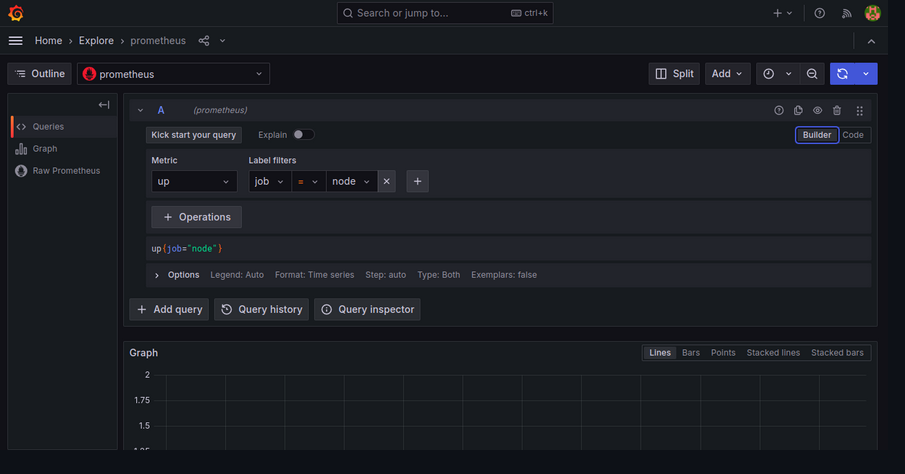 Search or jump to... ctrl+k
Home > Explore > prometheus
Outline prometheus Split Add
A (prometheus)
Queries
Graph
Raw Prometheus
Kick start your query Explain Builder Code
Metric Label filters
up job = node
+ Operations
up{job="node"}
Options Legend: Auto Format: Time series Step: auto Type: Both Exemplars: false
+ Add query Query history Query inspector
Graph Lines Bars Points Stacked lines Stacked bars
2
1.75
1.5